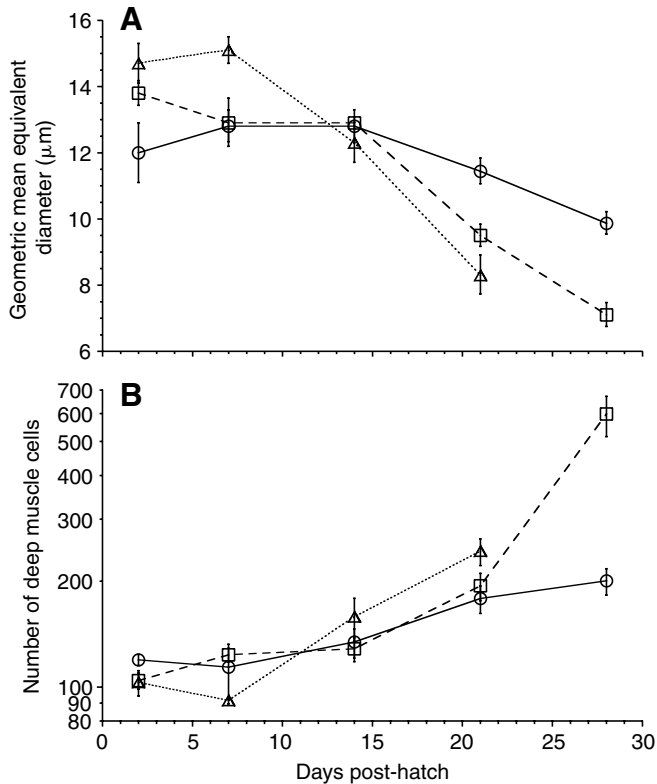 A
16
14
12
10
8
6
Geometric mean equivalent
diameter (μm)
B
700
600
500
400
300
200
100
90
80
Number of deep muscle cells
0 5 10 15 20 25 30
Days post-hatch